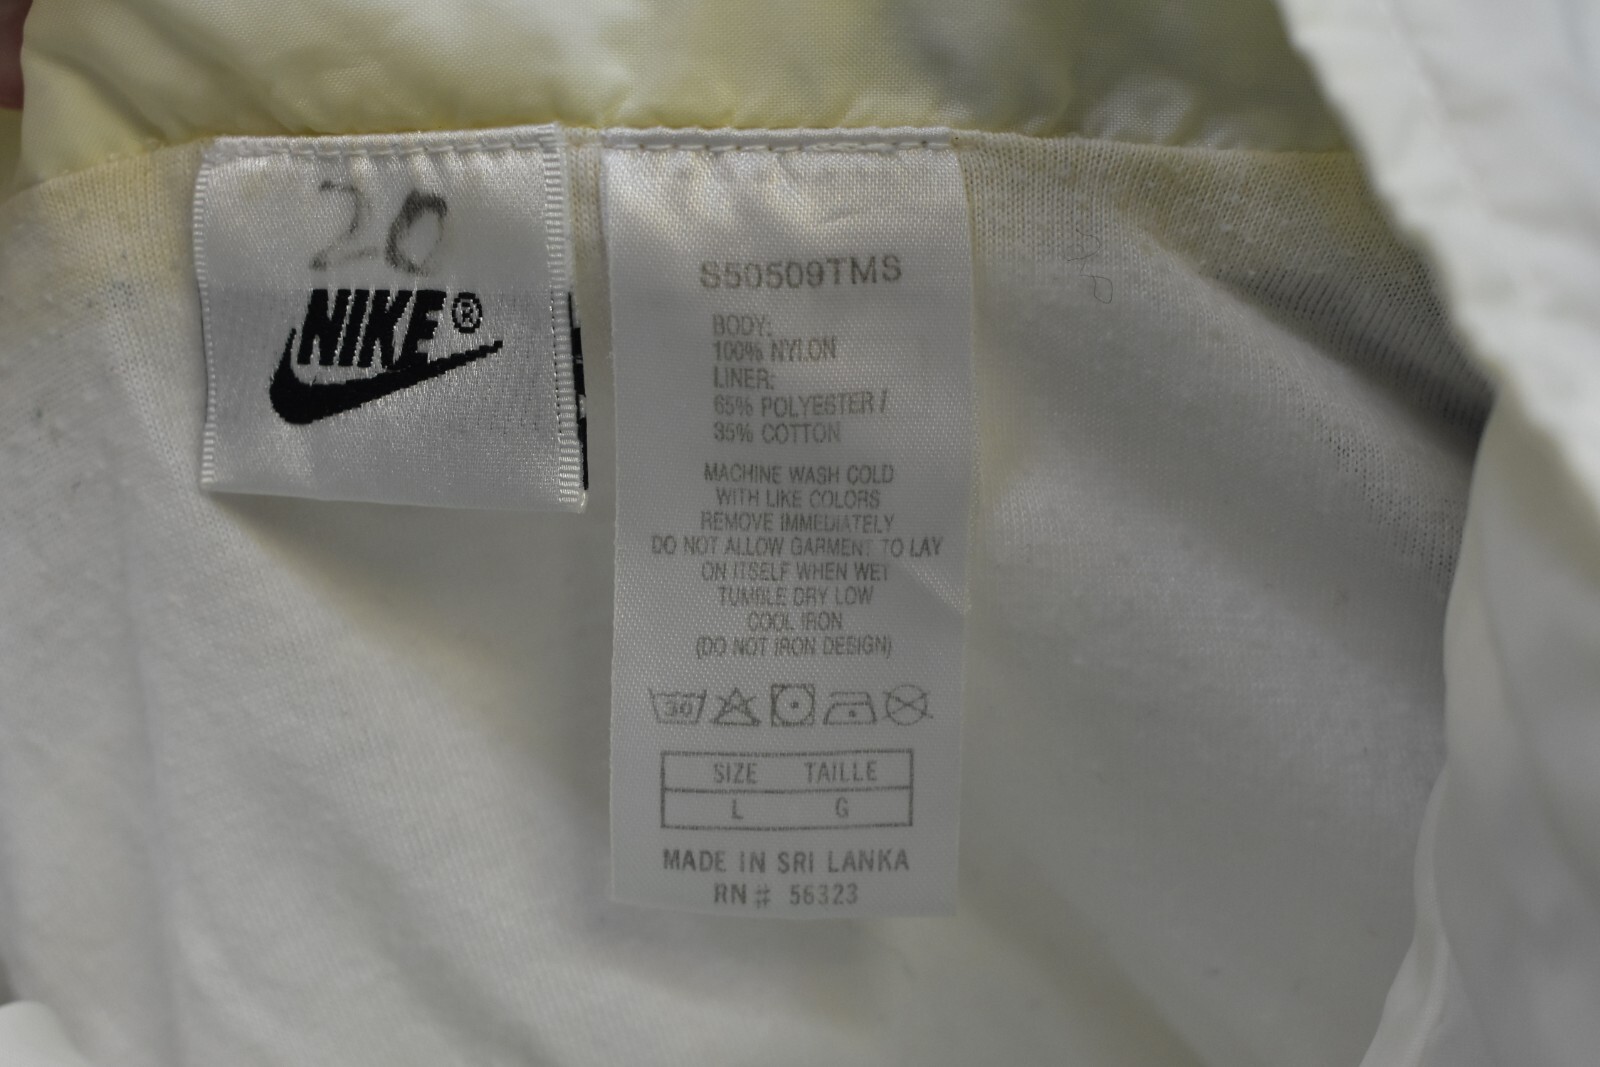 20
NIKE®
S50509TMS
BODY:
100% NYLON
LINER:
65% POLYESTER /
35% COTTON
MACHINE WASH COLD
WITH LIKE COLORS
REMOVE IMMEDIATELY
DO NOT ALLOW GARMENT TO LAY
ON ITSELF WHEN WET
TUMBLE DRY LOW
COOL IRON
(DO NOT IRON DESIGN)
30
SIZE TAILLE
L G
MADE IN SRI LANKA
RN # 56323